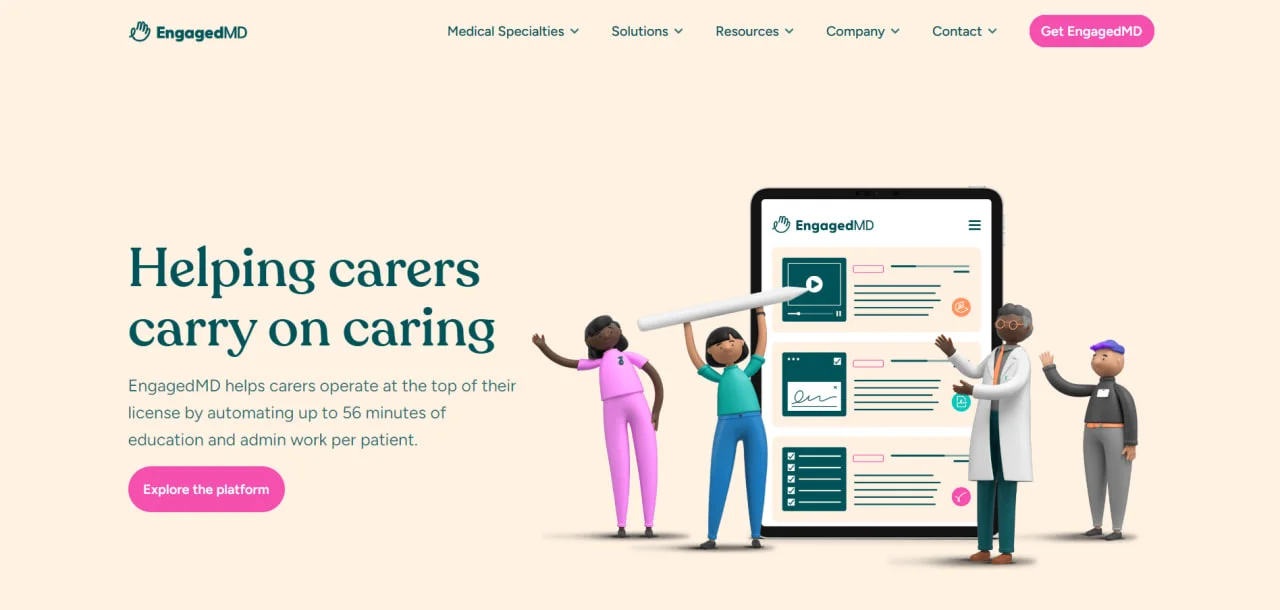 EngagedMD
Medical Specialties
Solutions
Resources
Company
Contact
Get EngagedMD
Helping carers
carry on caring
EngagedMD helps carers operate at the top of their
license by automating up to 56 minutes of
education and admin work per patient.
Explore the platform
EngagedMD